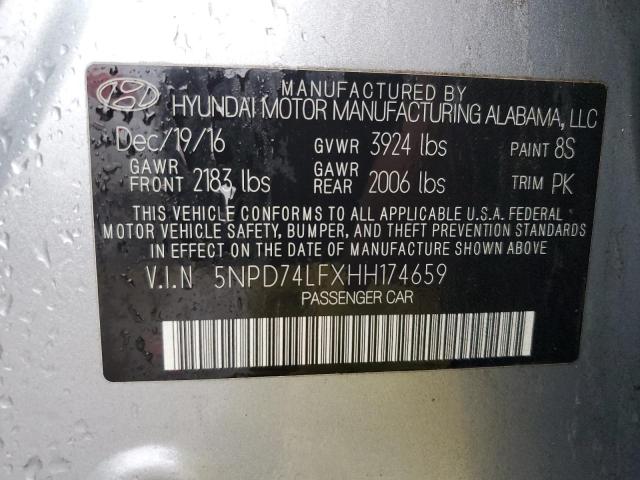 MANUFACTURED BY
HYUNDAI MOTOR MANUFACTURING ALABAMA, LLC
Dec/19/16 GVWR 3924 lbs PAINT 8S
GAWR FRONT 2183 lbs GAWR REAR 2006 lbs TRIM PK
THIS VEHICLE CONFORMS TO ALL APPLICABLE U.S.A. FEDERAL
MOTOR VEHICLE SAFETY, BUMPER, AND THEFT PREVENTION STANDARDS
IN EFFECT ON THE DATE OF MANUFACTURE SHOWN ABOVE
V.I.N 5NPD74LFXHH174659
PASSENGER CAR